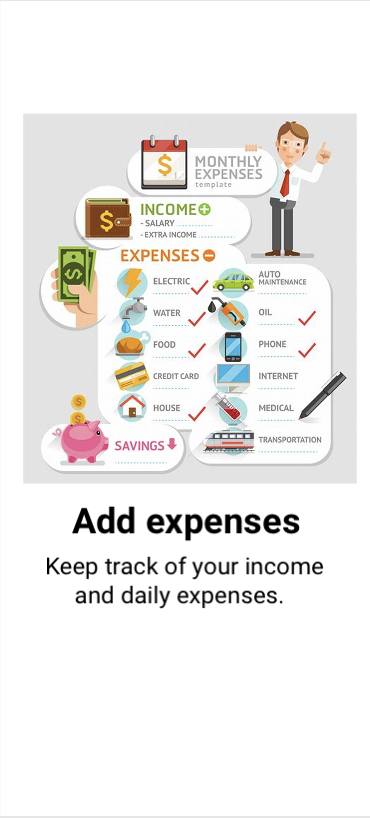 MONTHLY
EXPENSES
template
INCOME
- SALARY
- EXTRA INCOME
EXPENSES
ELECTRIC
AUTO
MAINTENANCE
WATER
OIL
FOOD
PHONE
CREDIT CARD
INTERNET
HOUSE
MEDICAL
SAVINGS
TRANSPORTATION
Add expenses
Keep track of your income
and daily expenses.